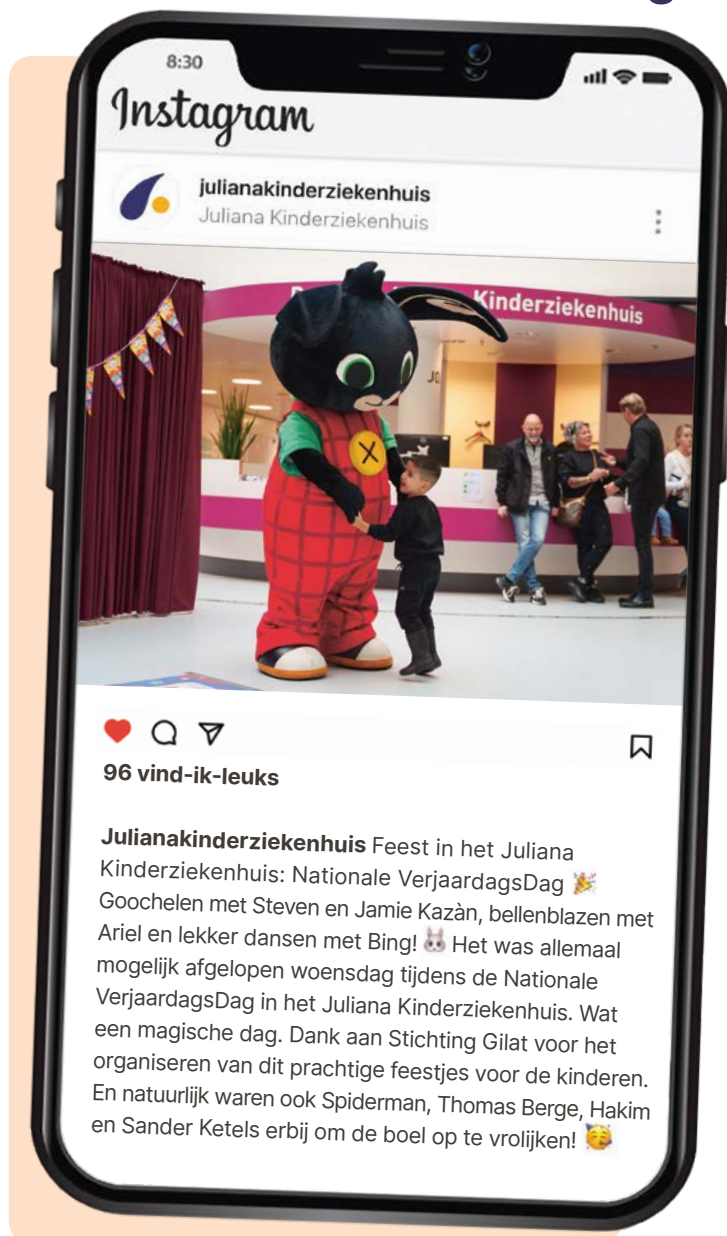 8:30
Instagram
julianakinderziekenhuis
Juliana Kinderziekenhuis
Kinderziekenhuis
JO
96 vind-ik-leuks
Julianakinderziekenhuis Feest in het Juliana
Kinderziekenhuis: Nationale VerjaardagsDag 🎉
Goochelen met Steven en Jamie Kazàn, bellenblazen met
Ariel en lekker dansen met Bing! 🐰 Het was allemaal
mogelijk afgelopen woensdag tijdens de Nationale
VerjaardagsDag in het Juliana Kinderziekenhuis. Wat
een magische dag. Dank aan Stichting Gilat voor het
organiseren van dit prachtige feestjes voor de kinderen.
En natuurlijk waren ook Spiderman, Thomas Berge, Hakim
en Sander Ketels erbij om de boel op te vrolijken! 🥳